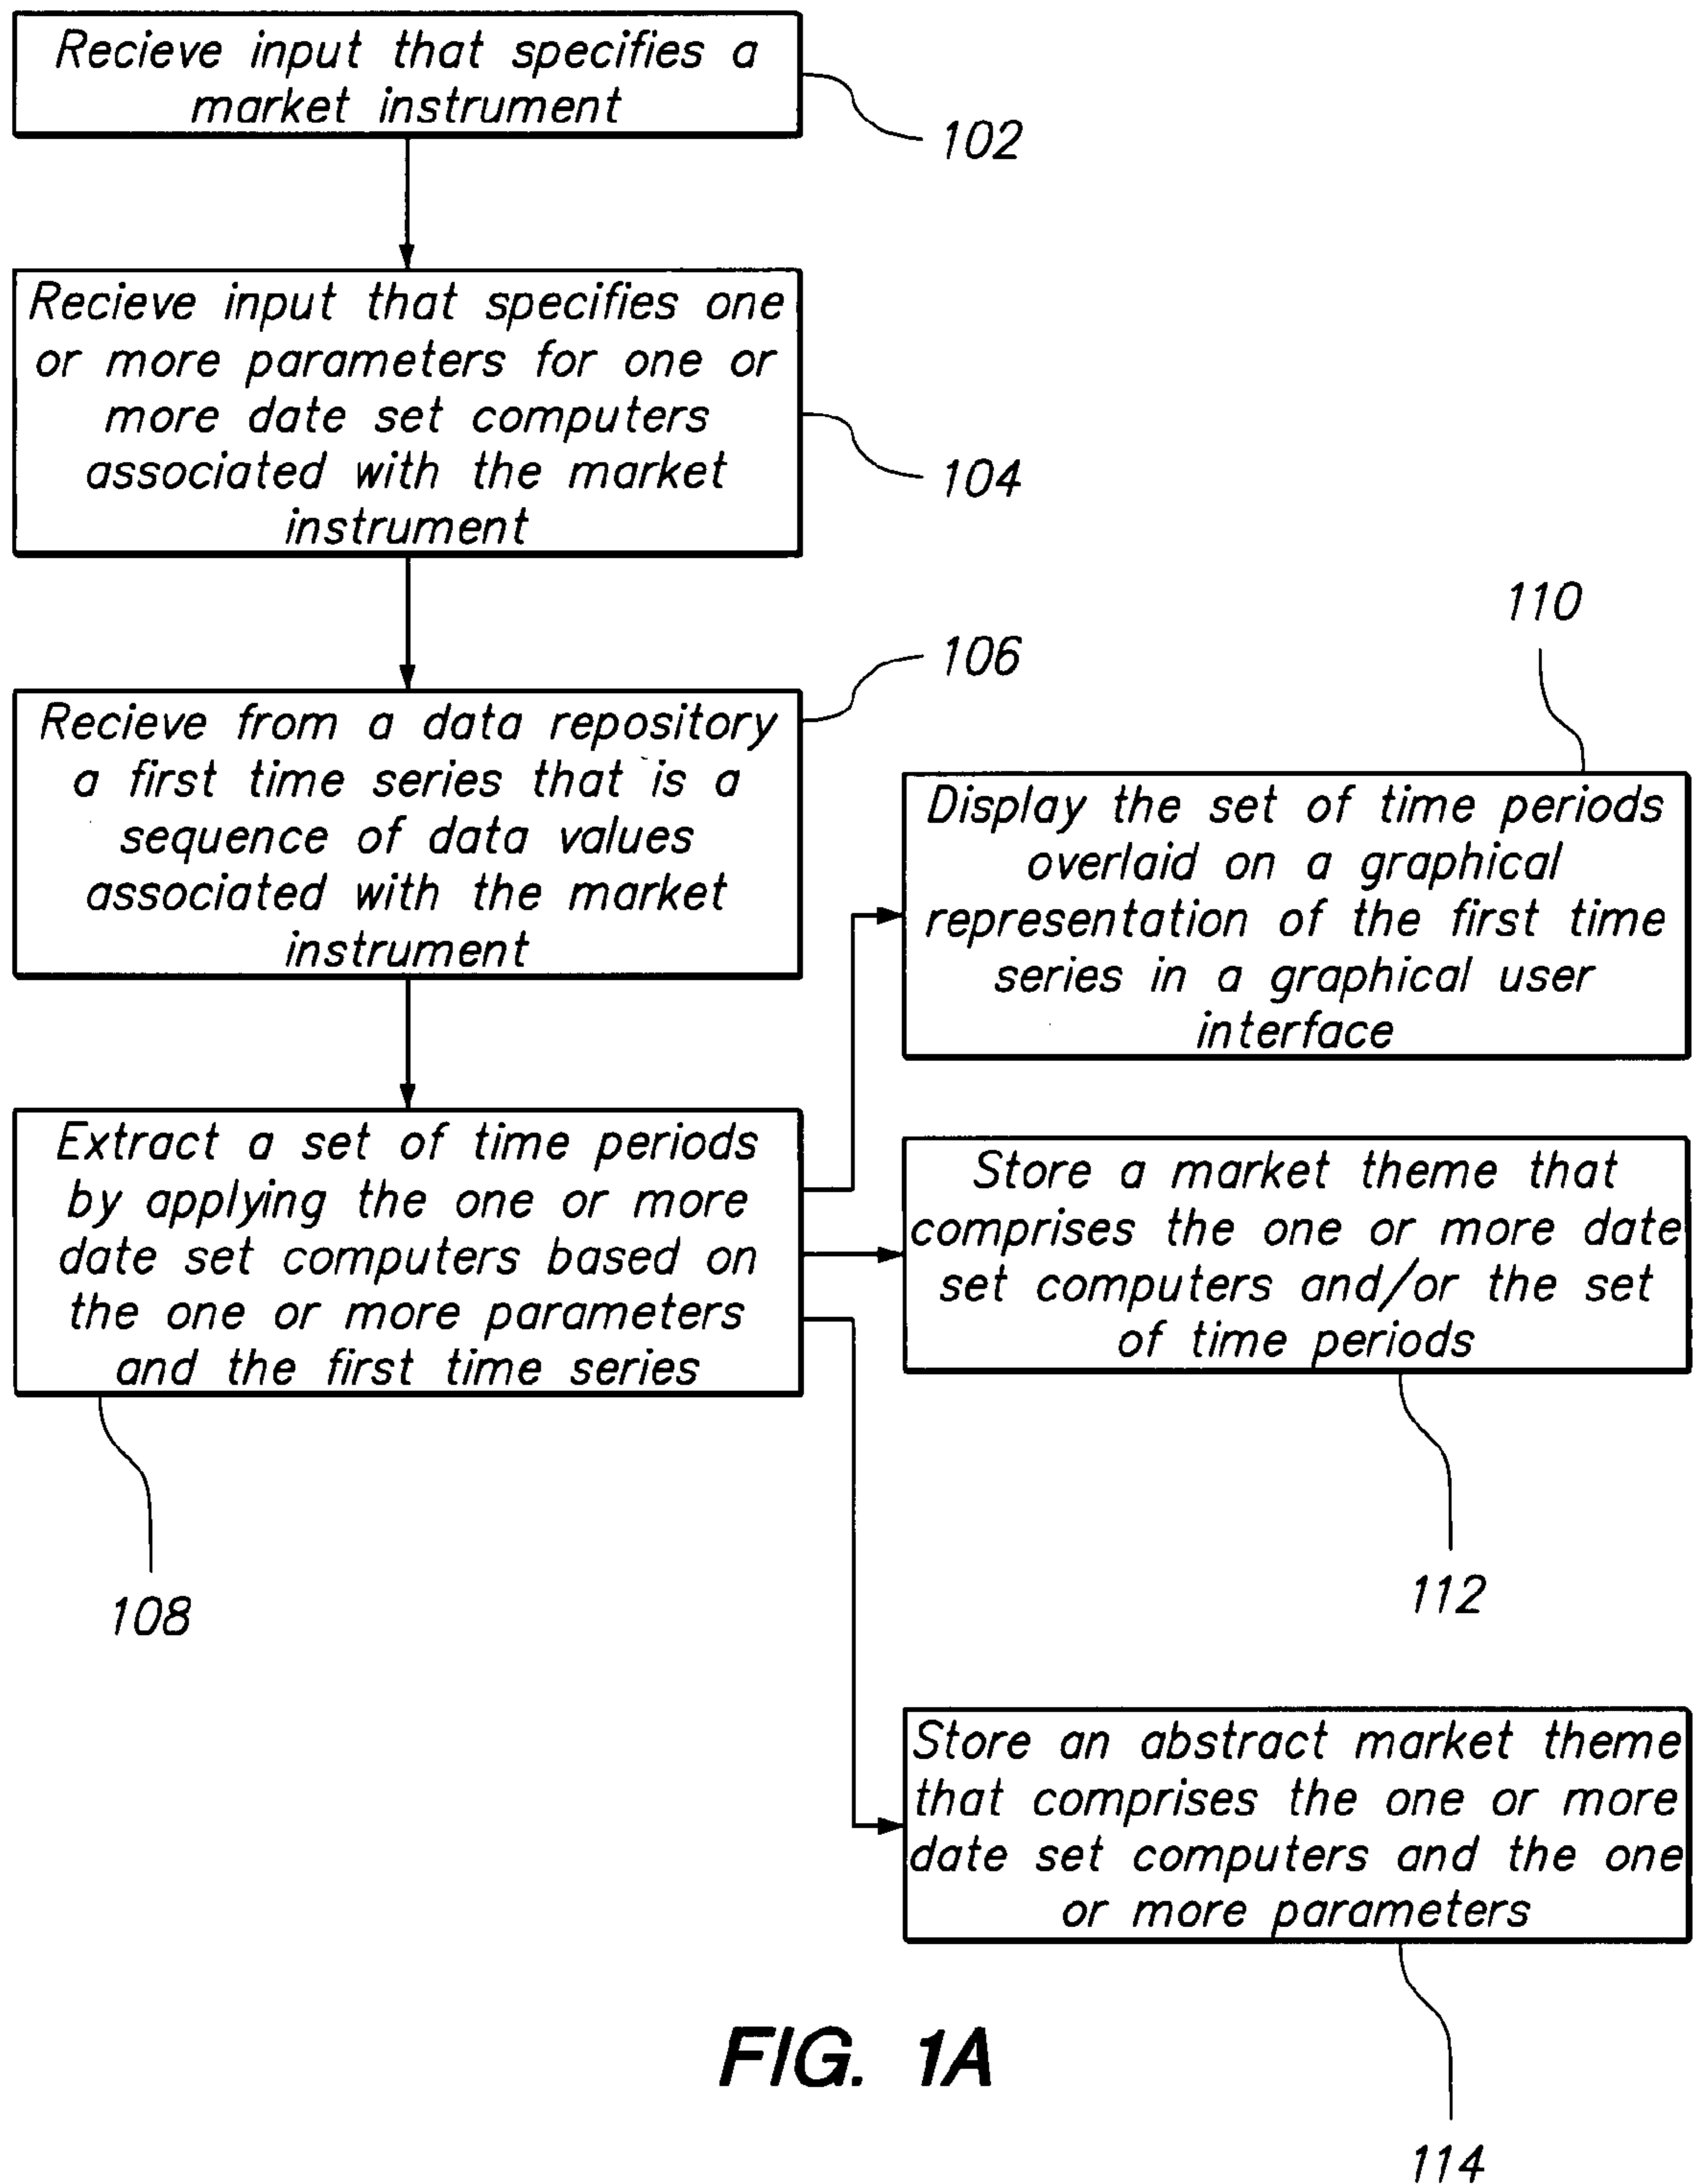 Recieve input that specifies a
market instrument
102
Recieve input that specifies one
or more parameters for one or
more date set computers
associated with the market
instrument
104
106
Recieve from a data repository
a first time series that is a
sequence of data values
associated with the market
instrument
Extract a set of time periods
by applying the one or more
date set computers based on
the one or more parameters
and the first time series
108
110
Display the set of time periods
overlaid on a graphical
representation of the first time
series in a graphical user
interface
Store a market theme that
comprises the one or more date
set computers and/or the set
of time periods
112
Store an abstract market theme
that comprises the one or more
date set computers and the one
or more parameters
114
FIG. 1A